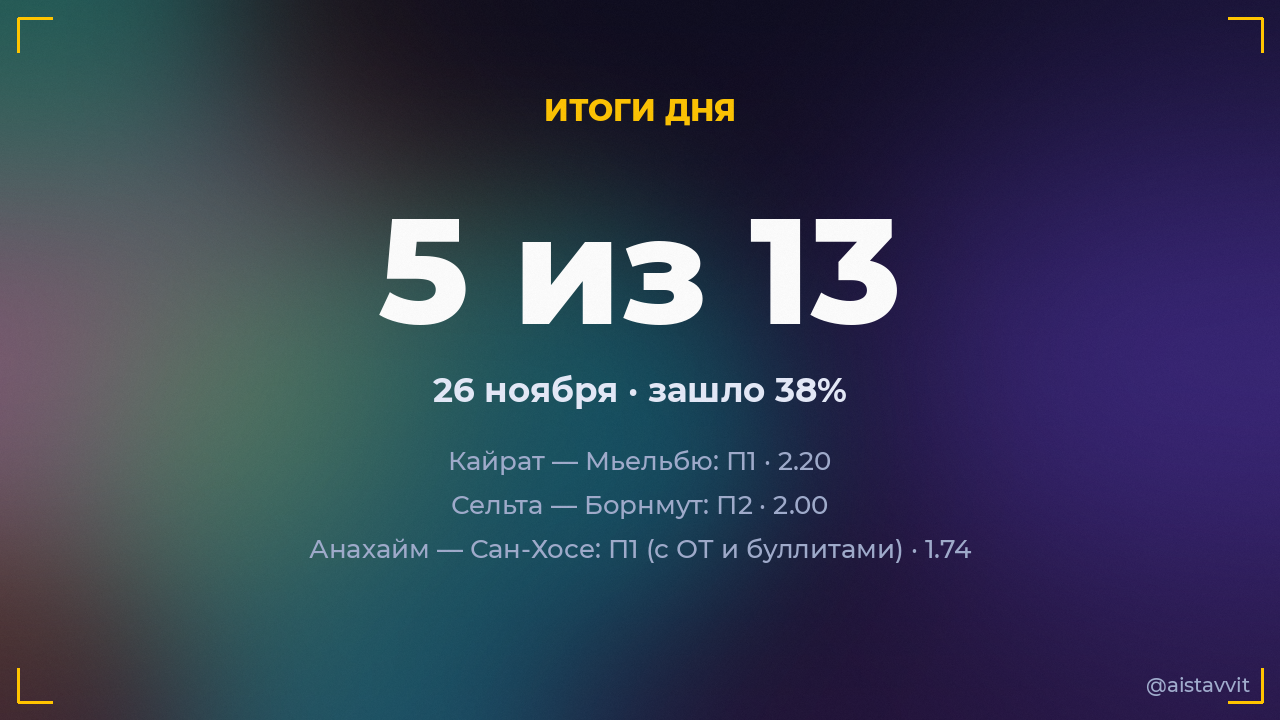 ИТОГИ ДНЯ
5 из 13
26 ноября · зашло 38%
Кайрат — Мьельбю: П1 · 2.20
Сельта — Борнмут: П2 · 2.00
Анахайм — Сан-Хосе: П1 (с ОТ и буллитами) · 1.74
@aistavvit